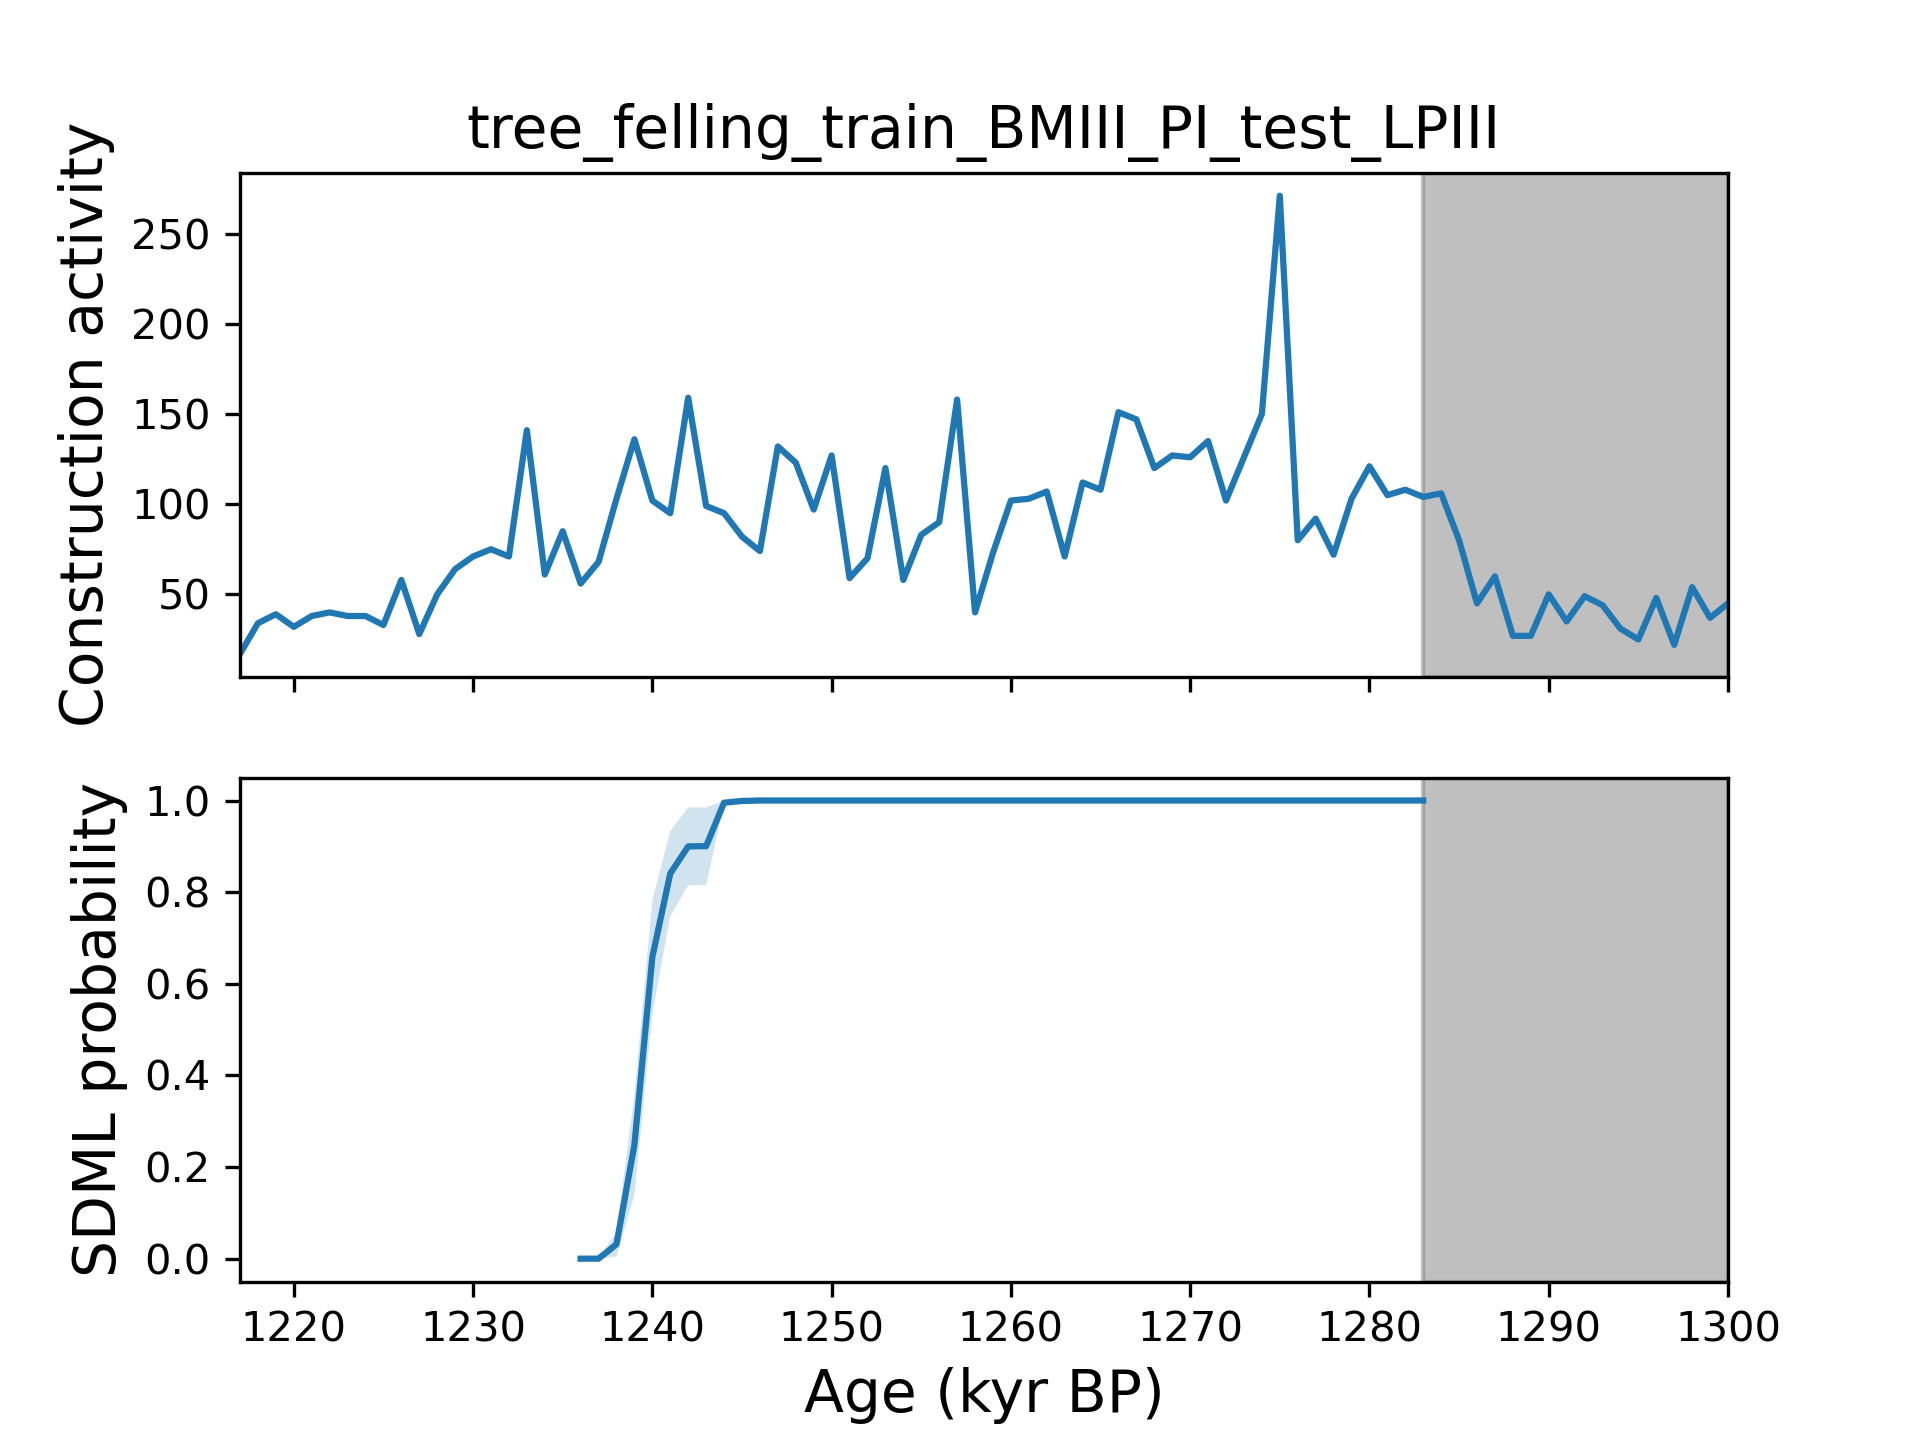 tree_felling_train_BMIII_PI_test_LPIII
Construction activity
250
200
150
100
50
SDML probability
1.0
0.8
0.6
0.4
0.2
0.0
1220 1230 1240 1250 1260 1270 1280 1290 1300
Age (kyr BP)